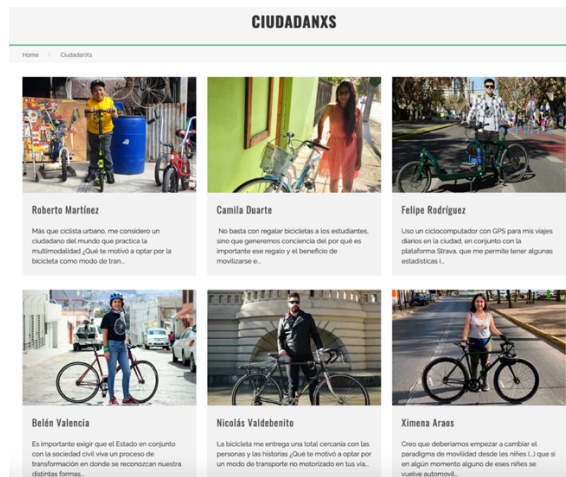 CIUDADANXS
Home
CiudadanXs
Roberto Martínez
Más que ciclista urbano, me considero un
ciudadano del mundo que practica la
multimodalidad ¿Qué te motivó a optar por la
bicicleta como modo de tran...
Camila Duarte
No basta con regalar bicicletas a los estudiantes,
sino que generemos conciencia del por qué es
importante ese regalo y el beneficio de
movilizarse e...
Felipe Rodríguez
Uso un ciclocomputador con GPS para mis viajes
diarios en la ciudad, en conjunto con la
plataforma Strava, que me permite tener algunas
estadísticas i...
Belén Valencia
Es importante exigir que el Estado en conjunto
con la sociedad civil viva un proceso de
transformación en donde se reconozcan nuestra
distintas formas...
Nicolás Valdebenito
La bicicleta me entrega una total cercanía con las
personas y las historias ¿Qué te motivó a optar por
un modo de transporte no motorizado en tus via...
Ximena Araos
Creo que deberíamos empezar a cambiar el
paradigma de movilidad desde les niñes (...) que si
en algún momento alguno de eses niñes se
vuelve automovil...